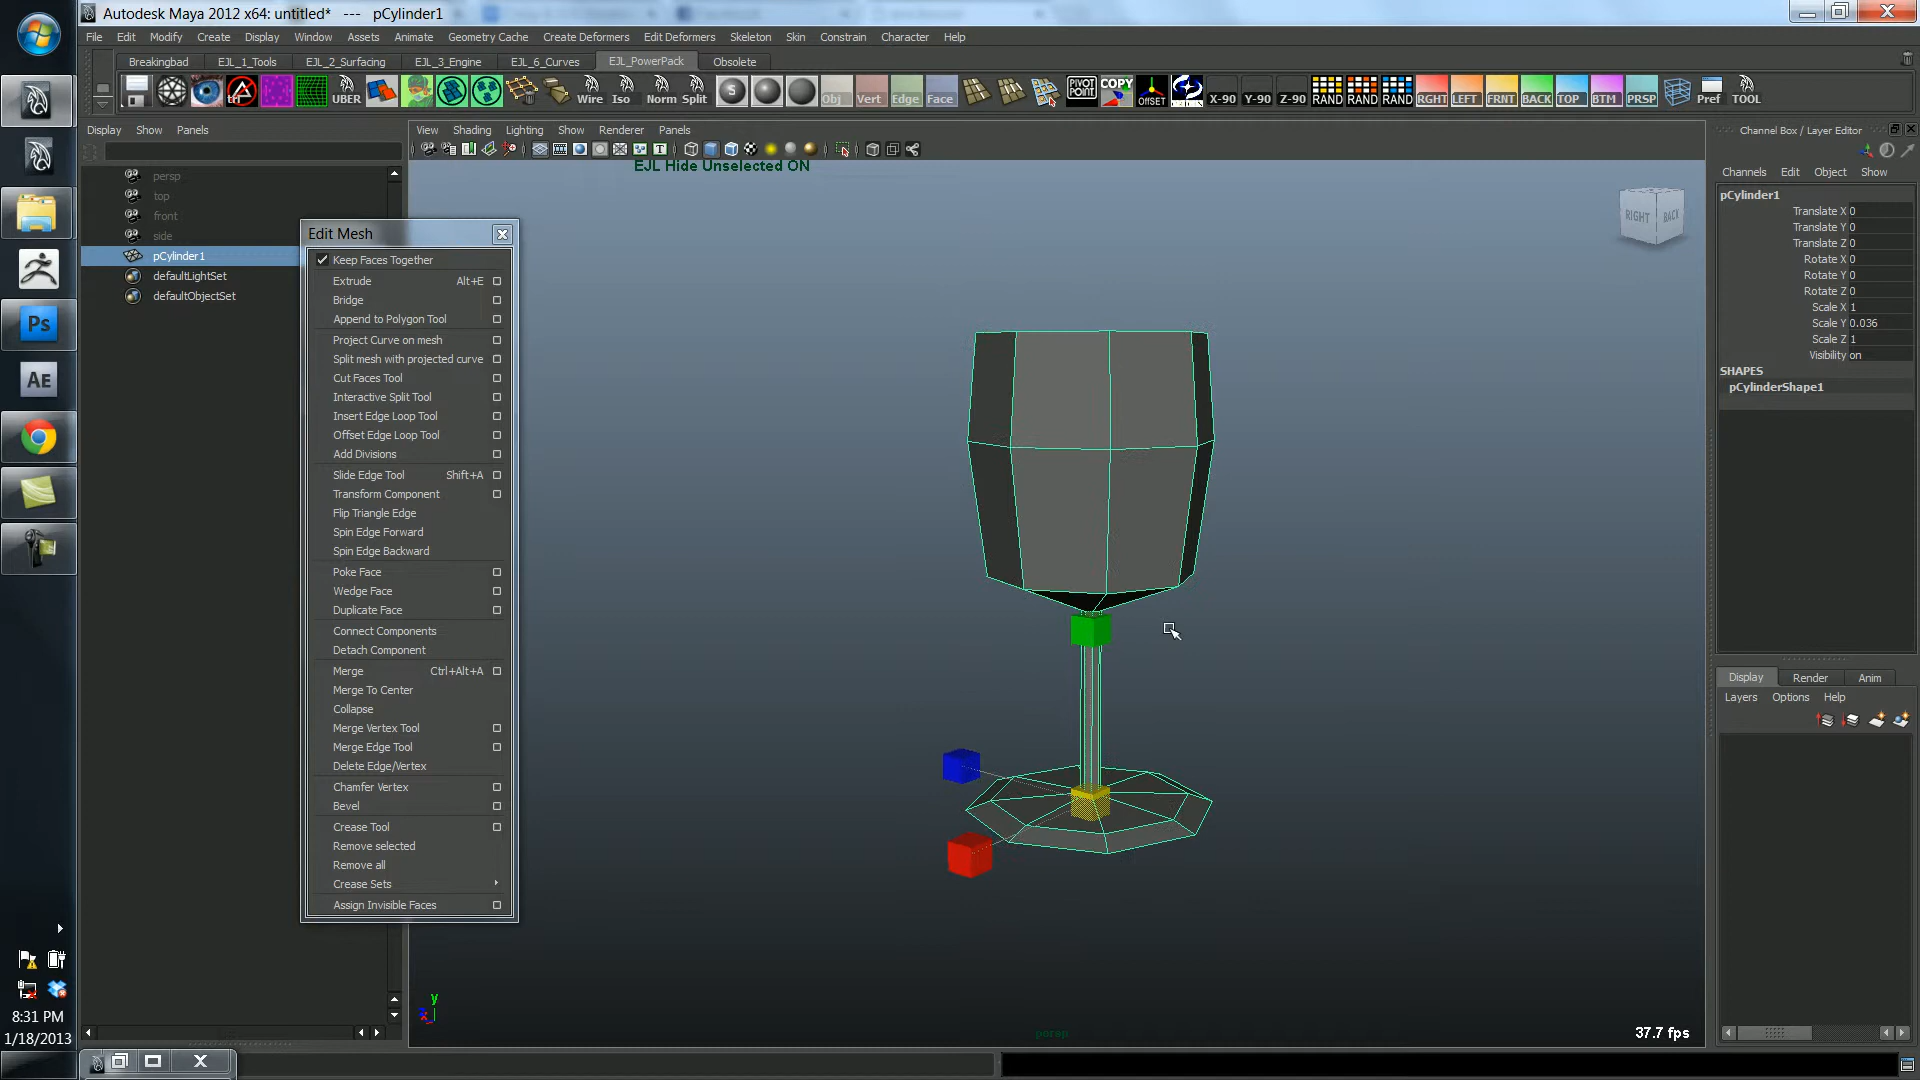 Autodesk Maya 2012 x64: untitled*   ---   pCylinder1
File Edit Modify Create Display Window Assets Animate Geometry Cache Create Deformers Edit Deformers Skeleton Skin Constrain Character Help
Breakingbad EJL_1_Tools EJL_2_Surfacing EJL_3_Engine EJL_6_Curves EJL_PowerPack Obsolete
tri UBER Wire Iso Norm Split S Obj Vert Edge Face PIVOT POINT COPY OFFSET X-90 Y-90 Z-90 RAND RAND RAND RGHT LEFT FRNT BACK TOP BTM PRSP Pref TOOL
Display Show Panels
View Shading Lighting Show Renderer Panels
Channel Box / Layer Editor
EJL Hide Unselected ON
persp
top
front
side
pCylinder1
defaultLightSet
defaultObjectSet
Edit Mesh
Keep Faces Together
Extrude Alt+E
Bridge
Append to Polygon Tool
Project Curve on mesh
Split mesh with projected curve
Cut Faces Tool
Interactive Split Tool
Insert Edge Loop Tool
Offset Edge Loop Tool
Add Divisions
Slide Edge Tool Shift+A
Transform Component
Flip Triangle Edge
Spin Edge Forward
Spin Edge Backward
Poke Face
Wedge Face
Duplicate Face
Connect Components
Detach Component
Merge Ctrl+Alt+A
Merge To Center
Collapse
Merge Vertex Tool
Merge Edge Tool
Delete Edge/Vertex
Chamfer Vertex
Bevel
Crease Tool
Remove selected
Remove all
Crease Sets
Assign Invisible Faces
RIGHT BACK
Channels Edit Object Show
pCylinder1
Translate X 0
Translate Y 0
Translate Z 0
Rotate X 0
Rotate Y 0
Rotate Z 0
Scale X 1
Scale Y 0.036
Scale Z 1
Visibility on
SHAPES
pCylinderShape1
Display Render Anim
Layers Options Help
Ps
AE
y
persp
37.7 fps
8:31 PM
1/18/2013